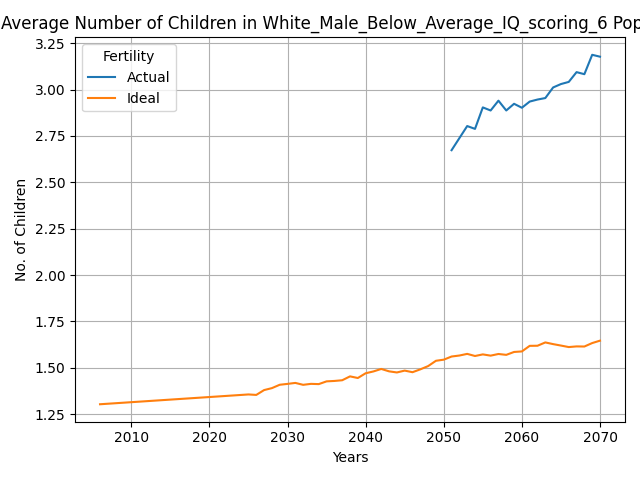 Average Number of Children in White_Male_Below_Average_IQ_scoring_6 Pop
Fertility
Actual
Ideal
3.25
3.00
2.75
2.50
2.25
2.00
1.75
1.50
1.25
No. of Children
2010 2020 2030 2040 2050 2060 2070
Years